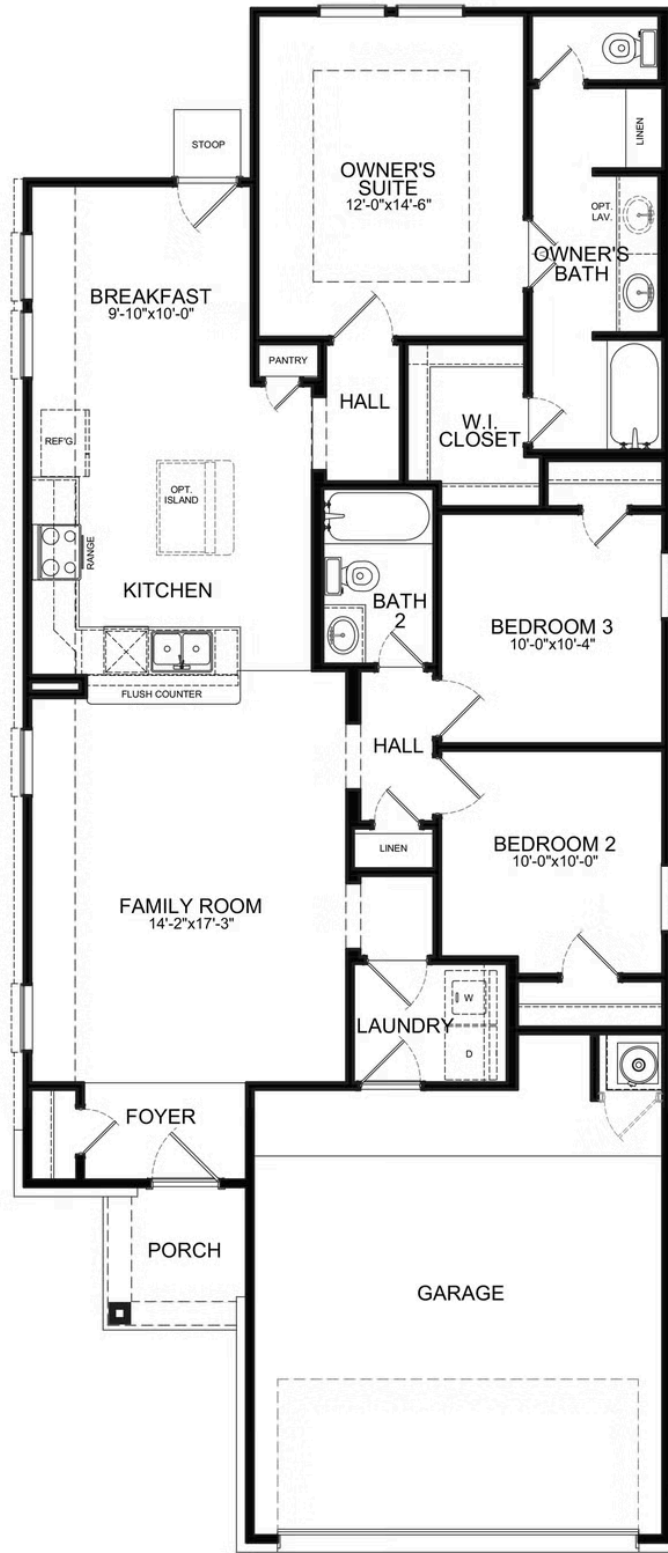 STOOP
OWNER'S
SUITE
12'-0"x14'-6"
LINEN
OPT.
LAV.
OWNER'S
BATH
BREAKFAST
9'-10"x10'-0"
PANTRY
HALL
W.I.
CLOSET
REF'G
OPT.
ISLAND
RANGE
KITCHEN
BATH
2
BEDROOM 3
10'-0"x10'-4"
FLUSH COUNTER
HALL
LINEN
BEDROOM 2
10'-0"x10'-0"
FAMILY ROOM
14'-2"x17'-3"
W
LAUNDRY
D
FOYER
PORCH
GARAGE